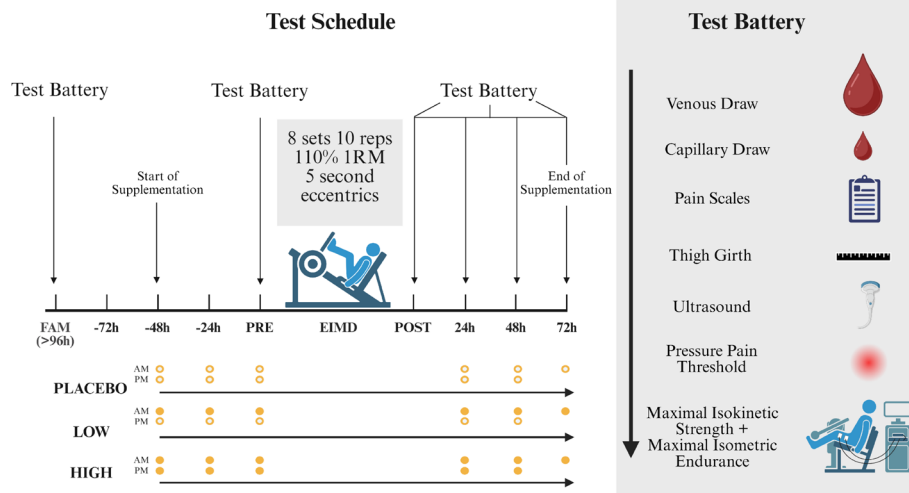 Test Schedule
Test Battery
Test Battery
Test Battery
8 sets 10 reps
110% 1RM
5 second
eccentrics
Start of
Supplementation
End of
Supplementation
FAM
(>96h)
-72h
-48h
-24h
PRE
EIMD
POST
24h
48h
72h
PLACEBO
AM
PM
LOW
AM
PM
HIGH
AM
PM
Test Battery
Venous Draw
Capillary Draw
Pain Scales
Thigh Girth
Ultrasound
Pressure Pain
Threshold
Maximal Isokinetic
Strength +
Maximal Isometric
Endurance